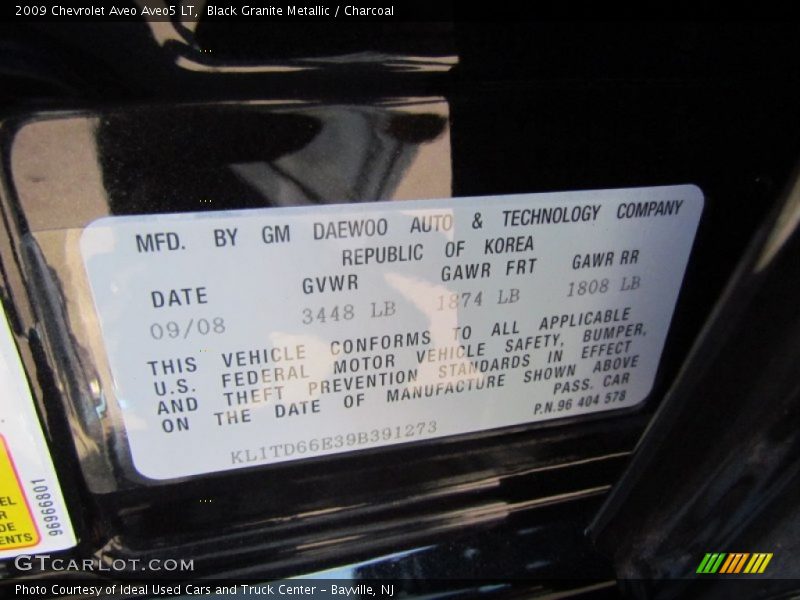 2009 Chevrolet Aveo Aveo5 LT, Black Granite Metallic / Charcoal
MFD. BY GM DAEWOO AUTO & TECHNOLOGY COMPANY
REPUBLIC OF KOREA
DATE GVWR GAWR FRT GAWR RR
09/08 3448 LB 1874 LB 1808 LB
THIS VEHICLE CONFORMS TO ALL APPLICABLE
U.S. FEDERAL MOTOR VEHICLE SAFETY, BUMPER,
AND THEFT PREVENTION STANDARDS IN EFFECT
ON THE DATE OF MANUFACTURE SHOWN ABOVE
PASS. CAR
P.N.96 404 578
KL1TD66E39B391273
96966801
EL
R
DE
ENTS
GTCARLOT.COM
Photo Courtesy of Ideal Used Cars and Truck Center – Bayville, NJ